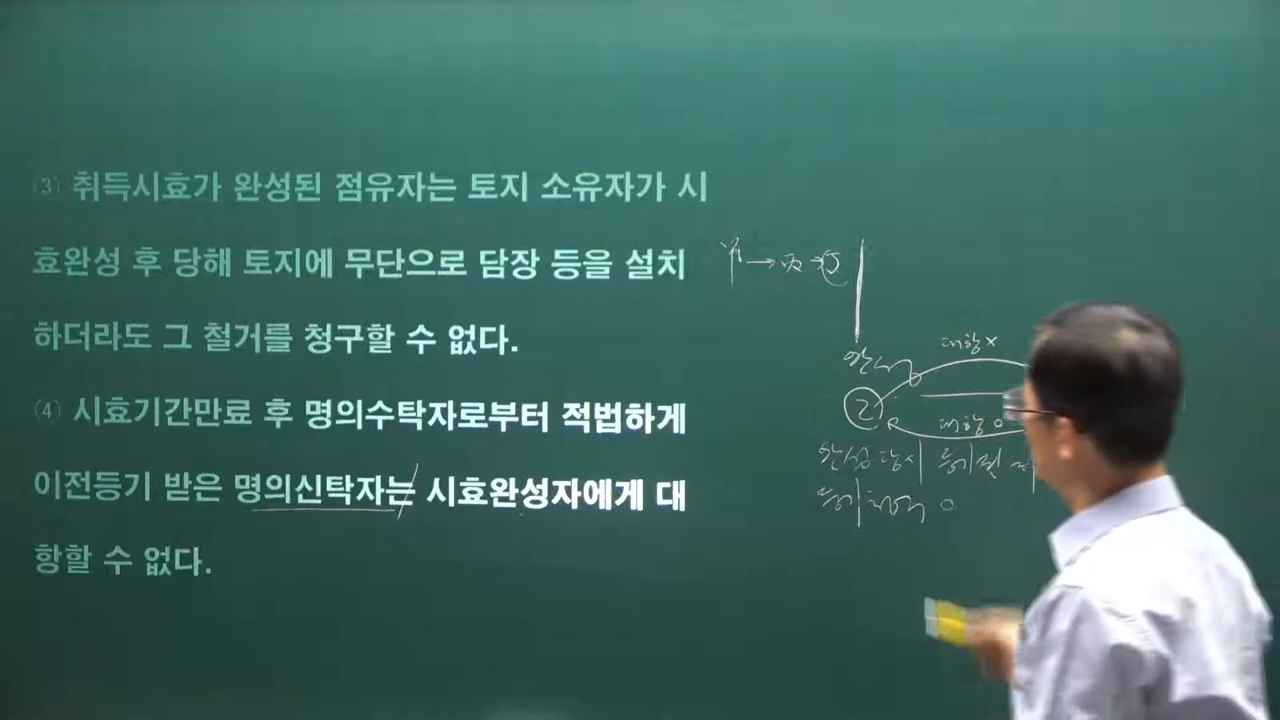 (3) 취득시효가 완성된 점유자는 토지 소유자가 시
효완성 후 당해 토지에 무단으로 담장 등을 설치
하더라도 그 철거를 청구할 수 없다.
(4) 시효기간만료 후 명의수탁자로부터 적법하게
이전등기 받은 명의신탁자는 시효완성자에게 대
항할 수 없다.
대항 x
대항 o
완성 당시